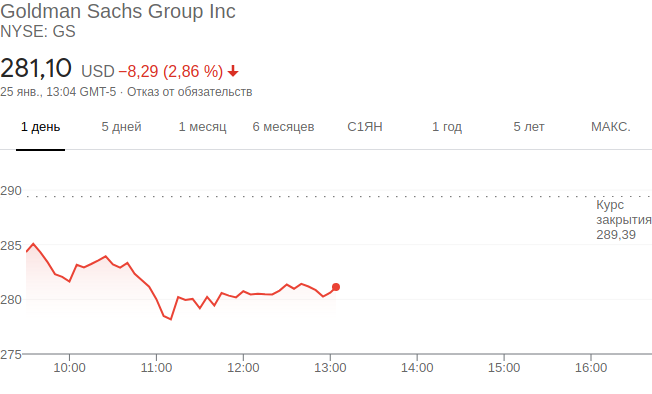 Goldman Sachs Group Inc
NYSE: GS
281,10 USD −8,29 (2,86 %)
25 янв., 13:04 GMT-5 · Отказ от обязательств
1 день 5 дней 1 месяц 6 месяцев С1ЯН 1 год 5 лет МАКС.
290
Курс
закрытия
289,39
285
280
275
10:00 11:00 12:00 13:00 14:00 15:00 16:00